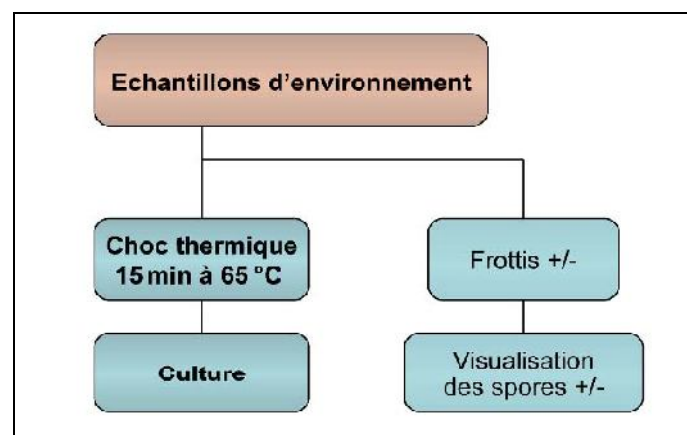 Echantillons d'environnement
Choc thermique
15 min à 65 °C
Frottis +/-
Culture
Visualisation
des spores +/-